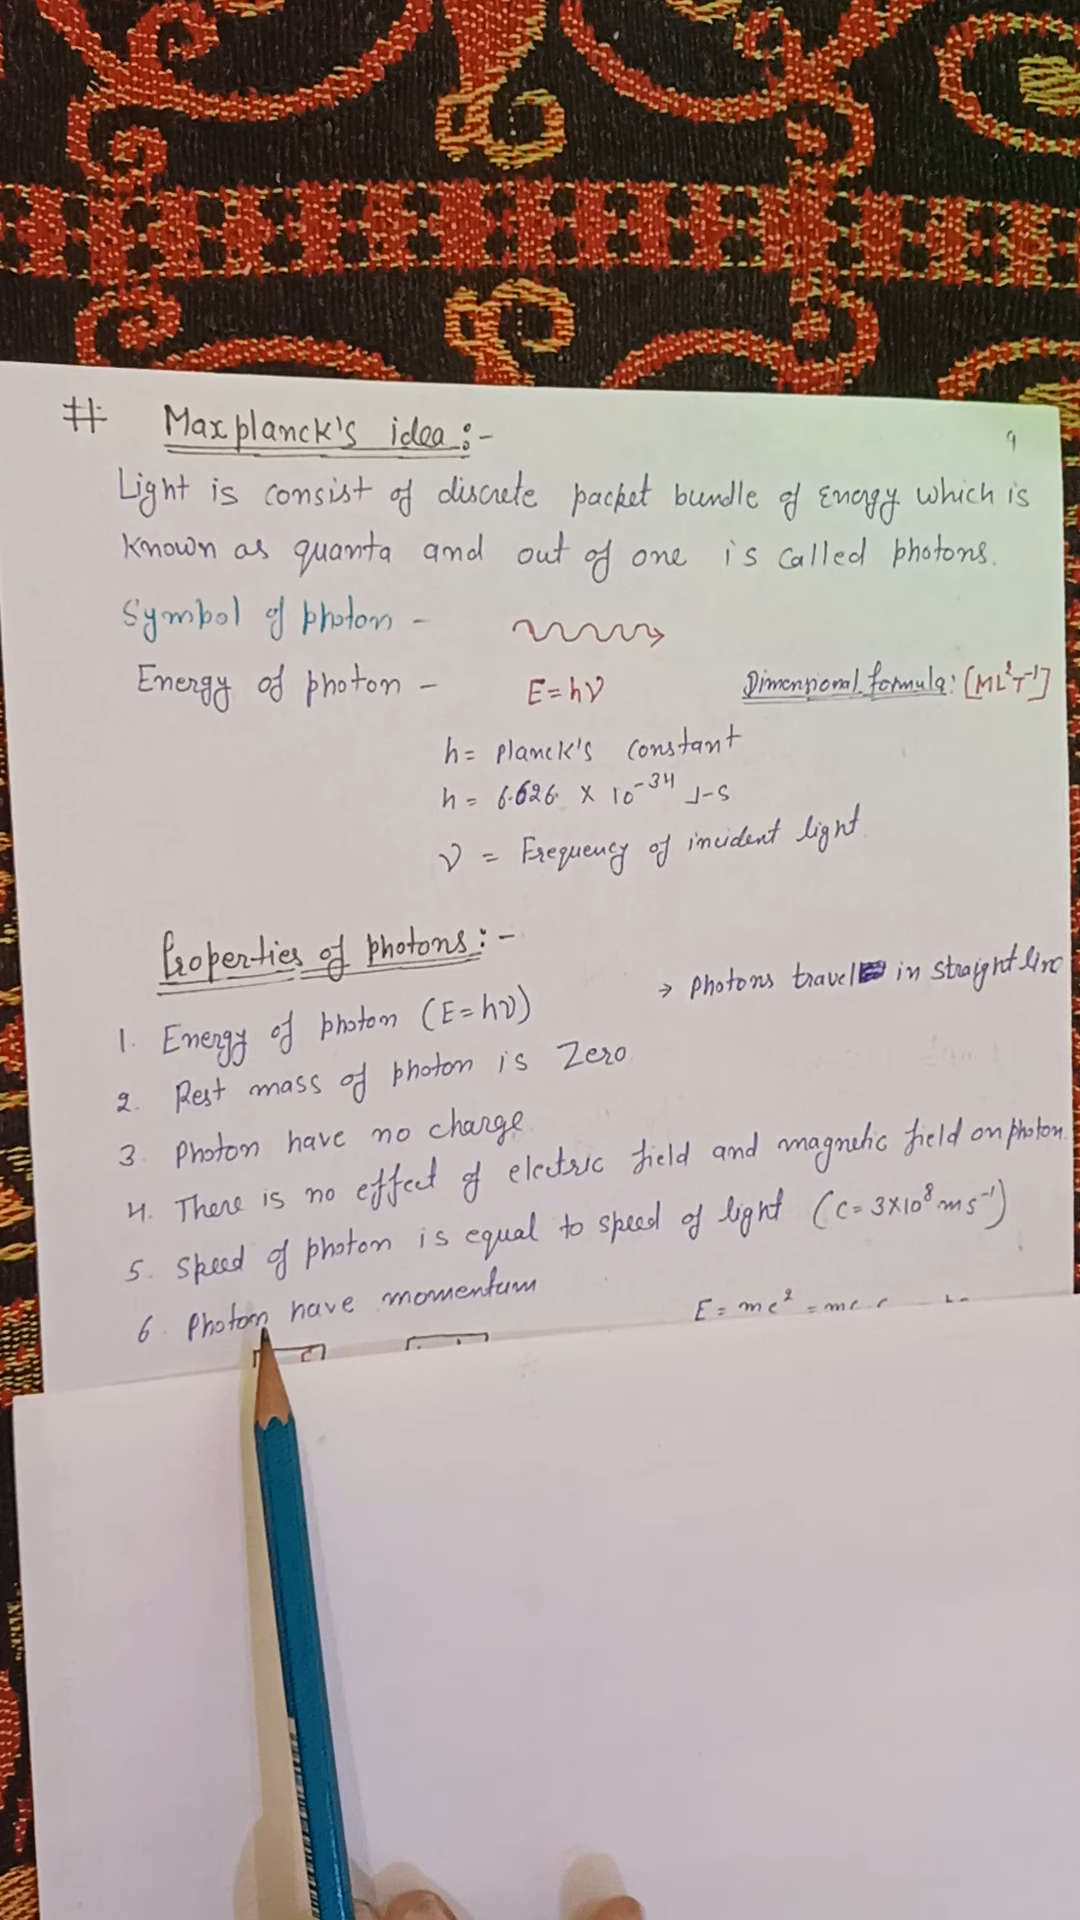 # Maxplanck's idea :-
9
Light is consist of discrete packet bundle of Energy which is
known as quanta and out of one is called photons.
Symbol of photon -
Energy of photon - E=hν Dimensional formula: [ML²T⁻¹]
h = Planck's constant
h = 6.626 × 10⁻³⁴ J-s
ν = Frequency of incident light
Properties of photons :-
→ Photons travel in straight line
1. Energy of photon (E=hν)
2. Rest mass of photon is Zero
3. Photon have no charge
4. There is no effect of electric field and magnetic field on photon
5. Speed of photon is equal to speed of light (C = 3×10⁸ ms⁻¹)
6. Photon have momentum
E = mc² =